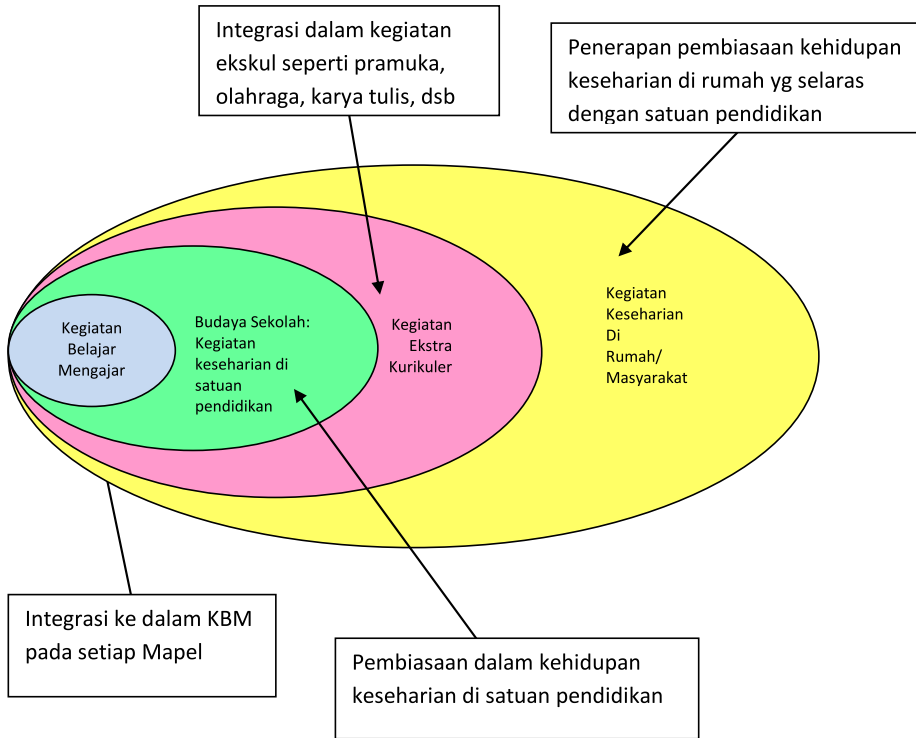 Integrasi dalam kegiatan
ekskul seperti pramuka,
olahraga, karya tulis, dsb
Penerapan pembiasaan kehidupan
keseharian di rumah yg selaras
dengan satuan pendidikan
Kegiatan
Belajar
Mengajar
Budaya Sekolah:
Kegiatan
keseharian di
satuan
pendidikan
Kegiatan
Ekstra
Kurikuler
Kegiatan
Keseharian
Di
Rumah/
Masyarakat
Integrasi ke dalam KBM
pada setiap Mapel
Pembiasaan dalam kehidupan
keseharian di satuan pendidikan